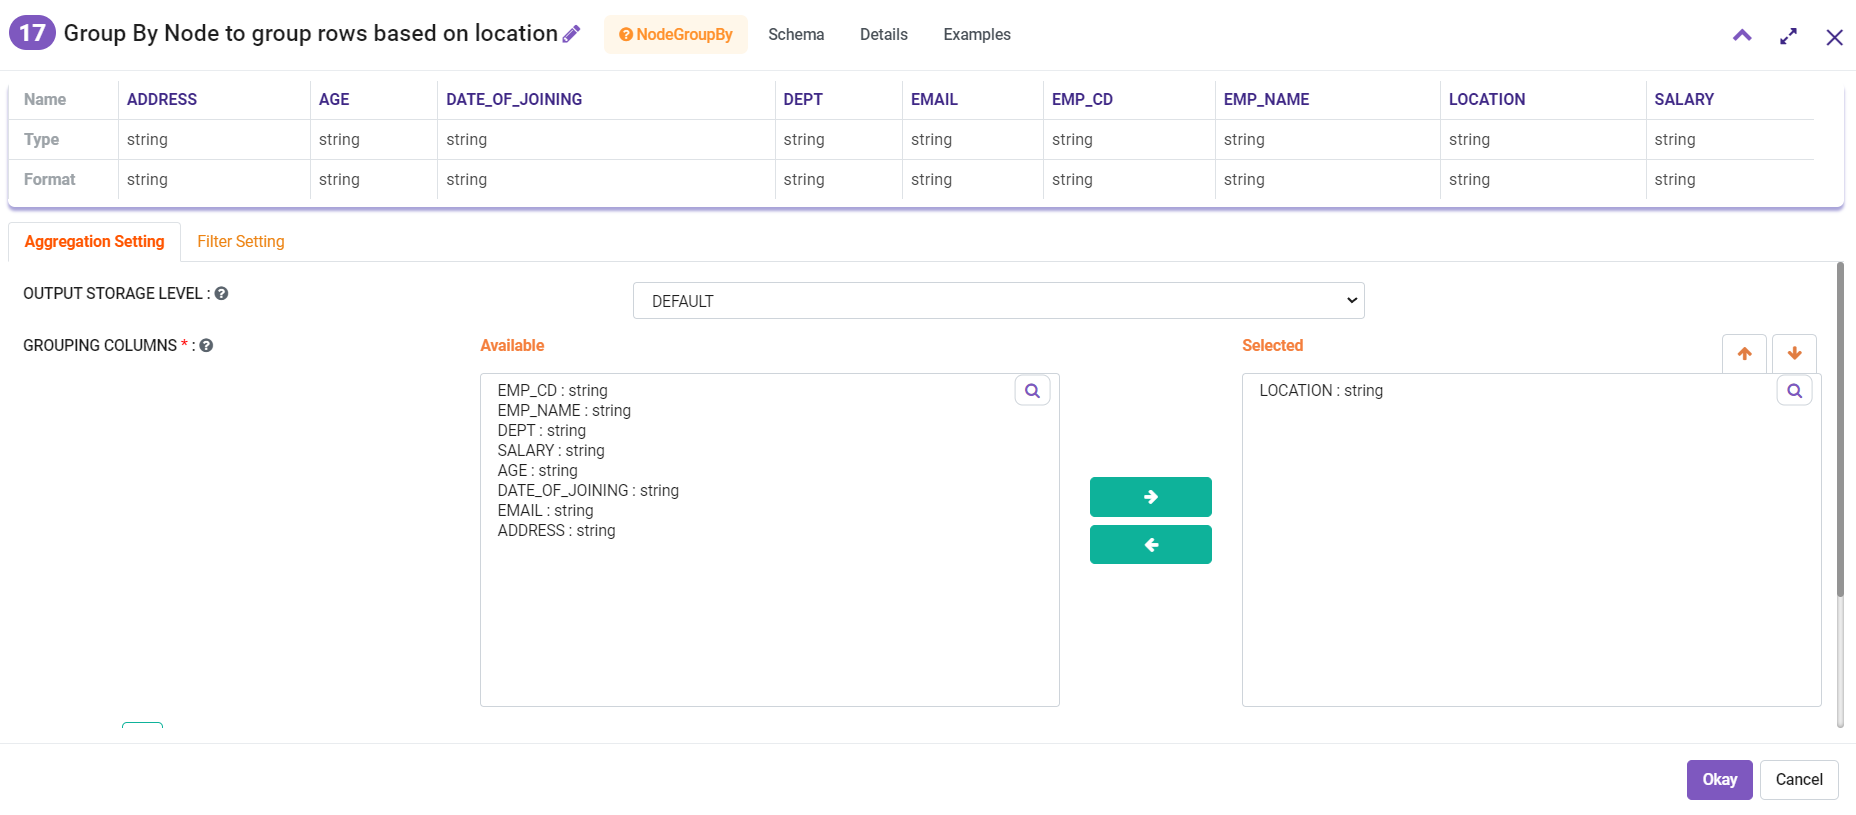 17 Group By Node to group rows based on location NodeGroupBy Schema Details Examples
Name ADDRESS AGE DATE_OF_JOINING DEPT EMAIL EMP_CD EMP_NAME LOCATION SALARY
Type string string string string string string string string string
Format string string string string string string string string string
Aggregation Setting Filter Setting
OUTPUT STORAGE LEVEL : DEFAULT
GROUPING COLUMNS * : Available Selected
EMP_CD : string LOCATION : string
EMP_NAME : string
DEPT : string
SALARY : string
AGE : string
DATE_OF_JOINING : string
EMAIL : string
ADDRESS : string
Okay Cancel